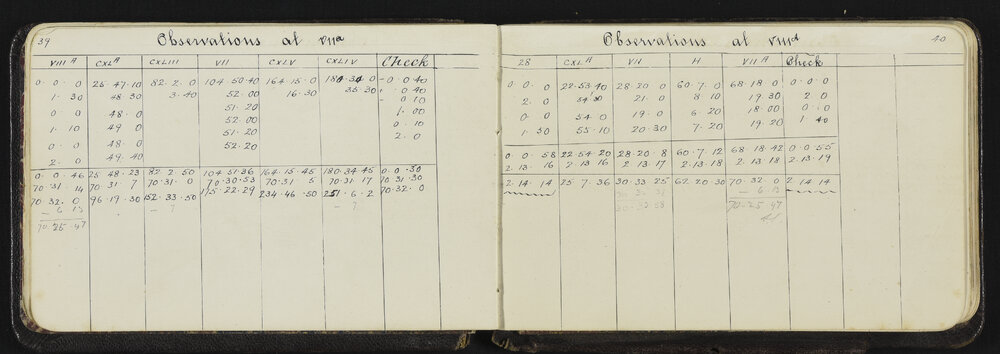 39
Observations at VIIIa
VIII A CXL A CXLIII VII CXLV CXLIV Check
0 . 0 . 0 25 . 47 . 10 82 . 2 . 0 104 . 50 . 40 164 . 15 . 0 0 . 0 . 40
1 . 30 48 . 30 3 . 40 52 . 00 16 . 30 35 . 30 0 . 40
0 . 0 48 . 0 51 . 20 0 . 10
1 . 10 49 . 0 52 . 00 1 . 00
0 . 0 48 . 0 51 . 20 0 . 10
2 . 0 49 . 40 52 . 20 2 . 0
0 . 0 . 46 25 . 48 . 23 82 . 2 . 50 104 . 51 . 36 164 . 15 . 45 180 . 34 . 45 0 . 0 . 30
70 . 31 . 14 70 . 31 . 7 70 . 31 . 0 70 . 30 . 53 70 . 31 . 5 70 . 31 . 17 70 . 31 . 30
70 . 32 . 0 96 . 19 . 30 152 . 33 . 50 175 . 22 . 29 234 . 46 . 50 251 . 6 . 2 70 . 32 . 0
– 6 . 13 – 7 – 7
70 . 25 . 47
40
Observations at VIIId
28 CXL A VII H VII A Check
0 . 0 . 0 22 . 53 . 40 28 . 20 . 0 60 . 7 . 0 68 . 18 . 0 0 . 0 . 0
2 . 0 54 . 30 21 . 0 8 . 10 19 . 30 2 . 0
0 . 0 54 . 0 19 . 0 6 . 20 18 . 00 0 . 0
1 . 50 55 . 10 20 . 30 7 . 20 19 . 20 1 . 40
0 . 0 . 58 22 . 54 . 20 28 . 20 . 8 60 . 7 . 12 68 . 18 . 42 0 . 0 . 55
2 . 13 . 16 2 . 13 . 16 2 . 13 . 17 2 . 13 . 18 2 . 13 . 18 2 . 13 . 19
2 . 14 . 14 25 . 7 . 36 30 . 33 . 25 62 . 20 . 30 70 . 32 . 0 2 . 14 . 14
– 6 . 13
70 . 25 . 47